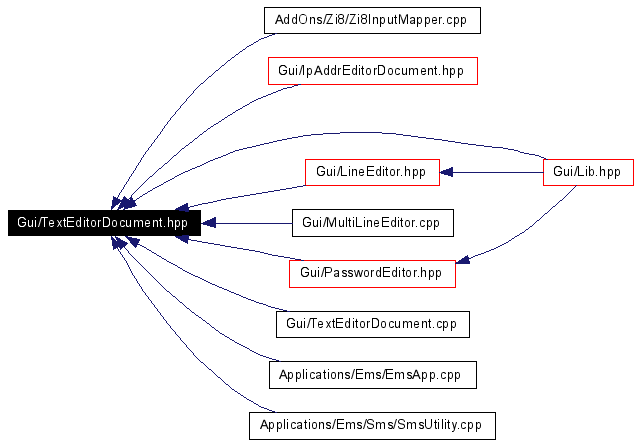 AddOns/Zi8/Zi8InputMapper.cpp
Gui/IpAddrEditorDocument.hpp
Gui/LineEditor.hpp
Gui/Lib.hpp
Gui/TextEditorDocument.hpp
Gui/MultiLineEditor.cpp
Gui/PasswordEditor.hpp
Gui/TextEditorDocument.cpp
Applications/Ems/EmsApp.cpp
Applications/Ems/Sms/SmsUtility.cpp